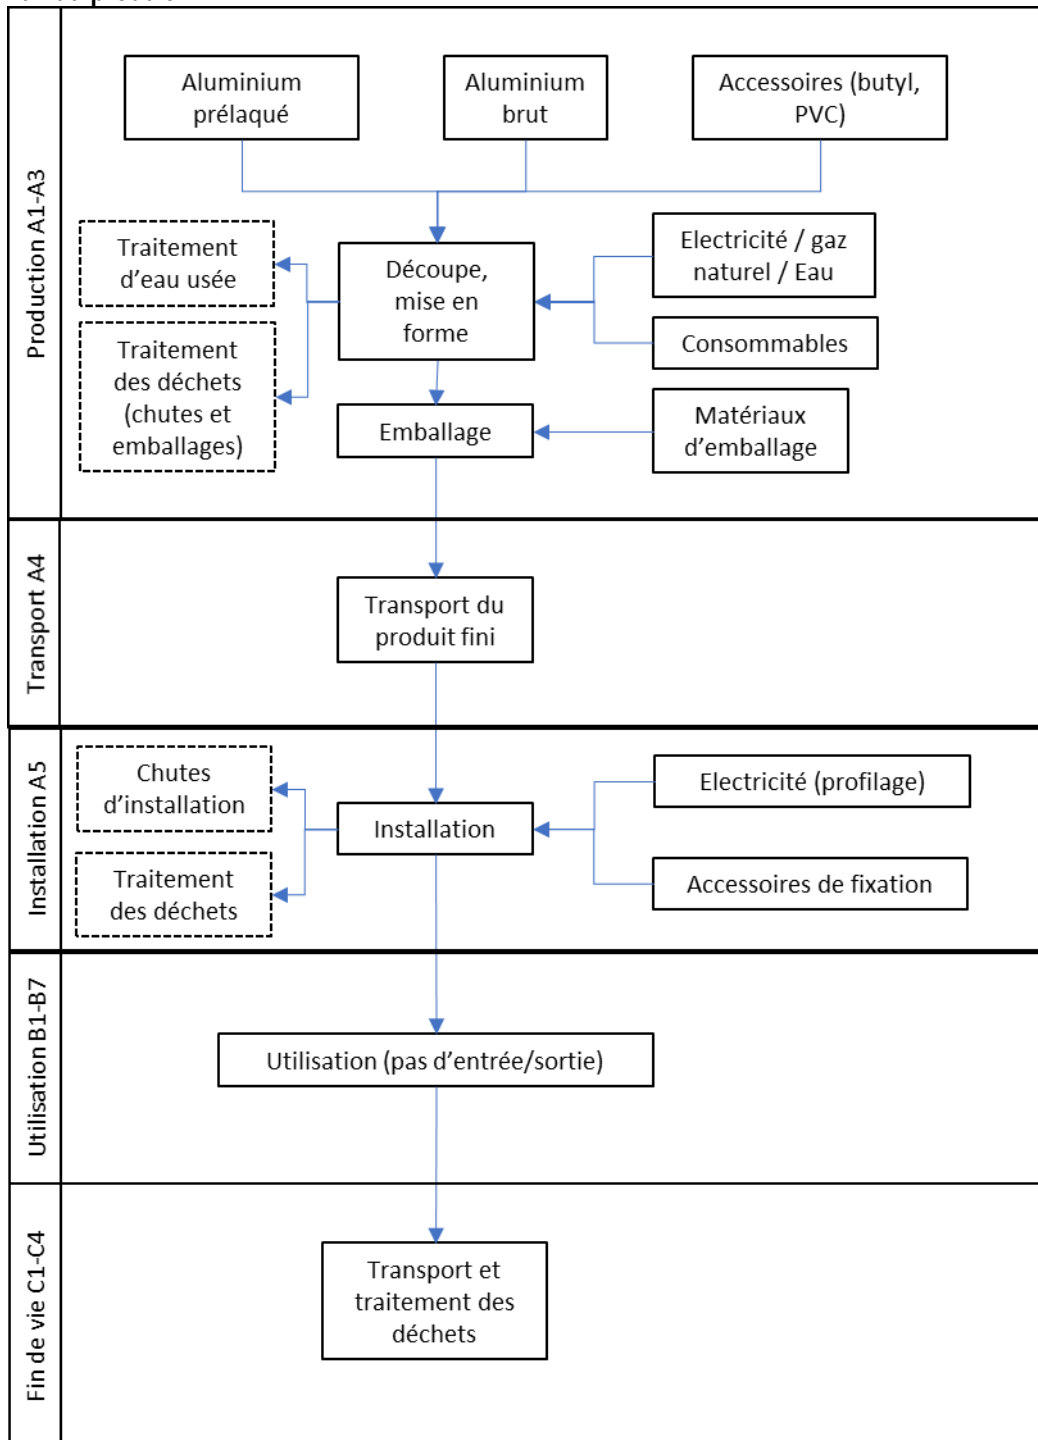 Production A1-A3
Aluminium
prélaqué
Aluminium
brut
Accessoires (butyl,
PVC)
Traitement
d'eau usée
Découpe,
mise en
forme
Electricité / gaz
naturel / Eau
Traitement
des déchets
(chutes et
emballages)
Consommables
Emballage
Matériaux
d'emballage
Transport A4
Transport du
produit fini
Installation A5
Chutes
d'installation
Installation
Electricité (profilage)
Traitement
des déchets
Accessoires de fixation
Utilisation B1-B7
Utilisation (pas d'entrée/sortie)
Fin de vie C1-C4
Transport et
traitement des
déchets